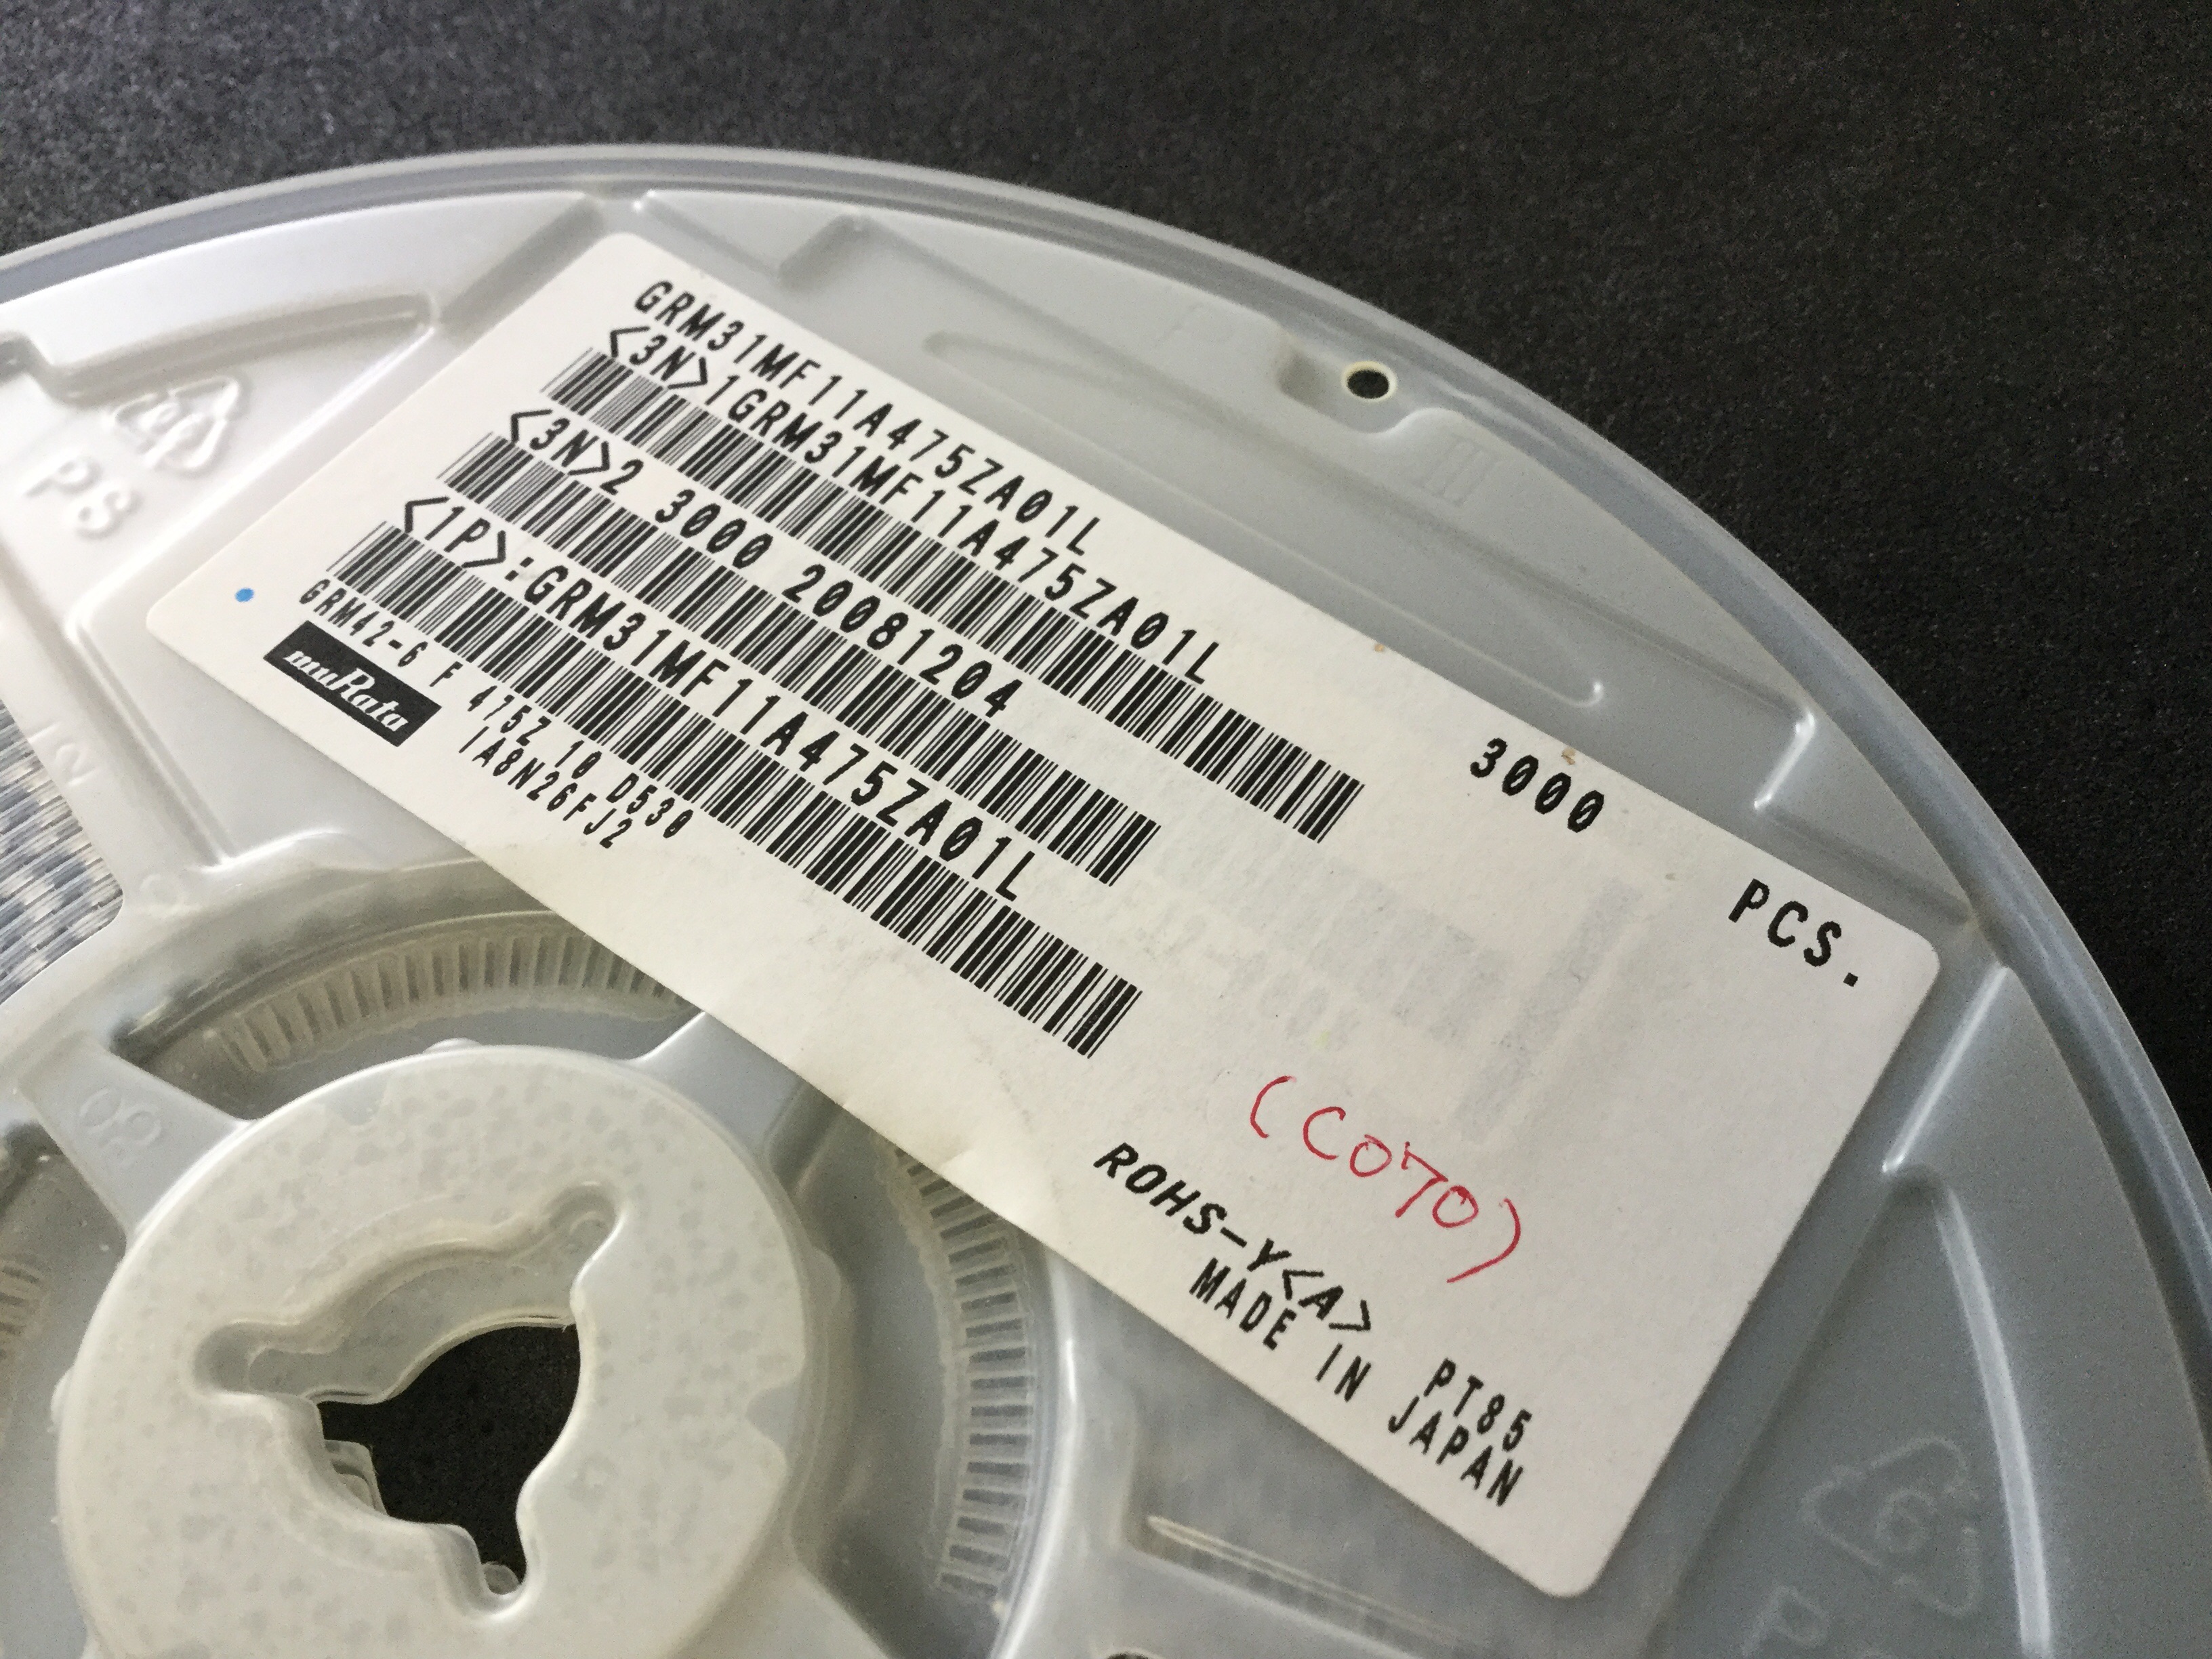 GRM31MF11A475ZA01L
<3N>1GRM31MF11A475ZA01L
3000 PCS.
<3N>2 3000 20081204
<1P>:GRM31MF11A475ZA01L
GRM42-6 F 475Z 10 D530
muRata
IA8N26FJ2
(C070)
ROHS-Y<A> PT85
MADE IN JAPAN
PS